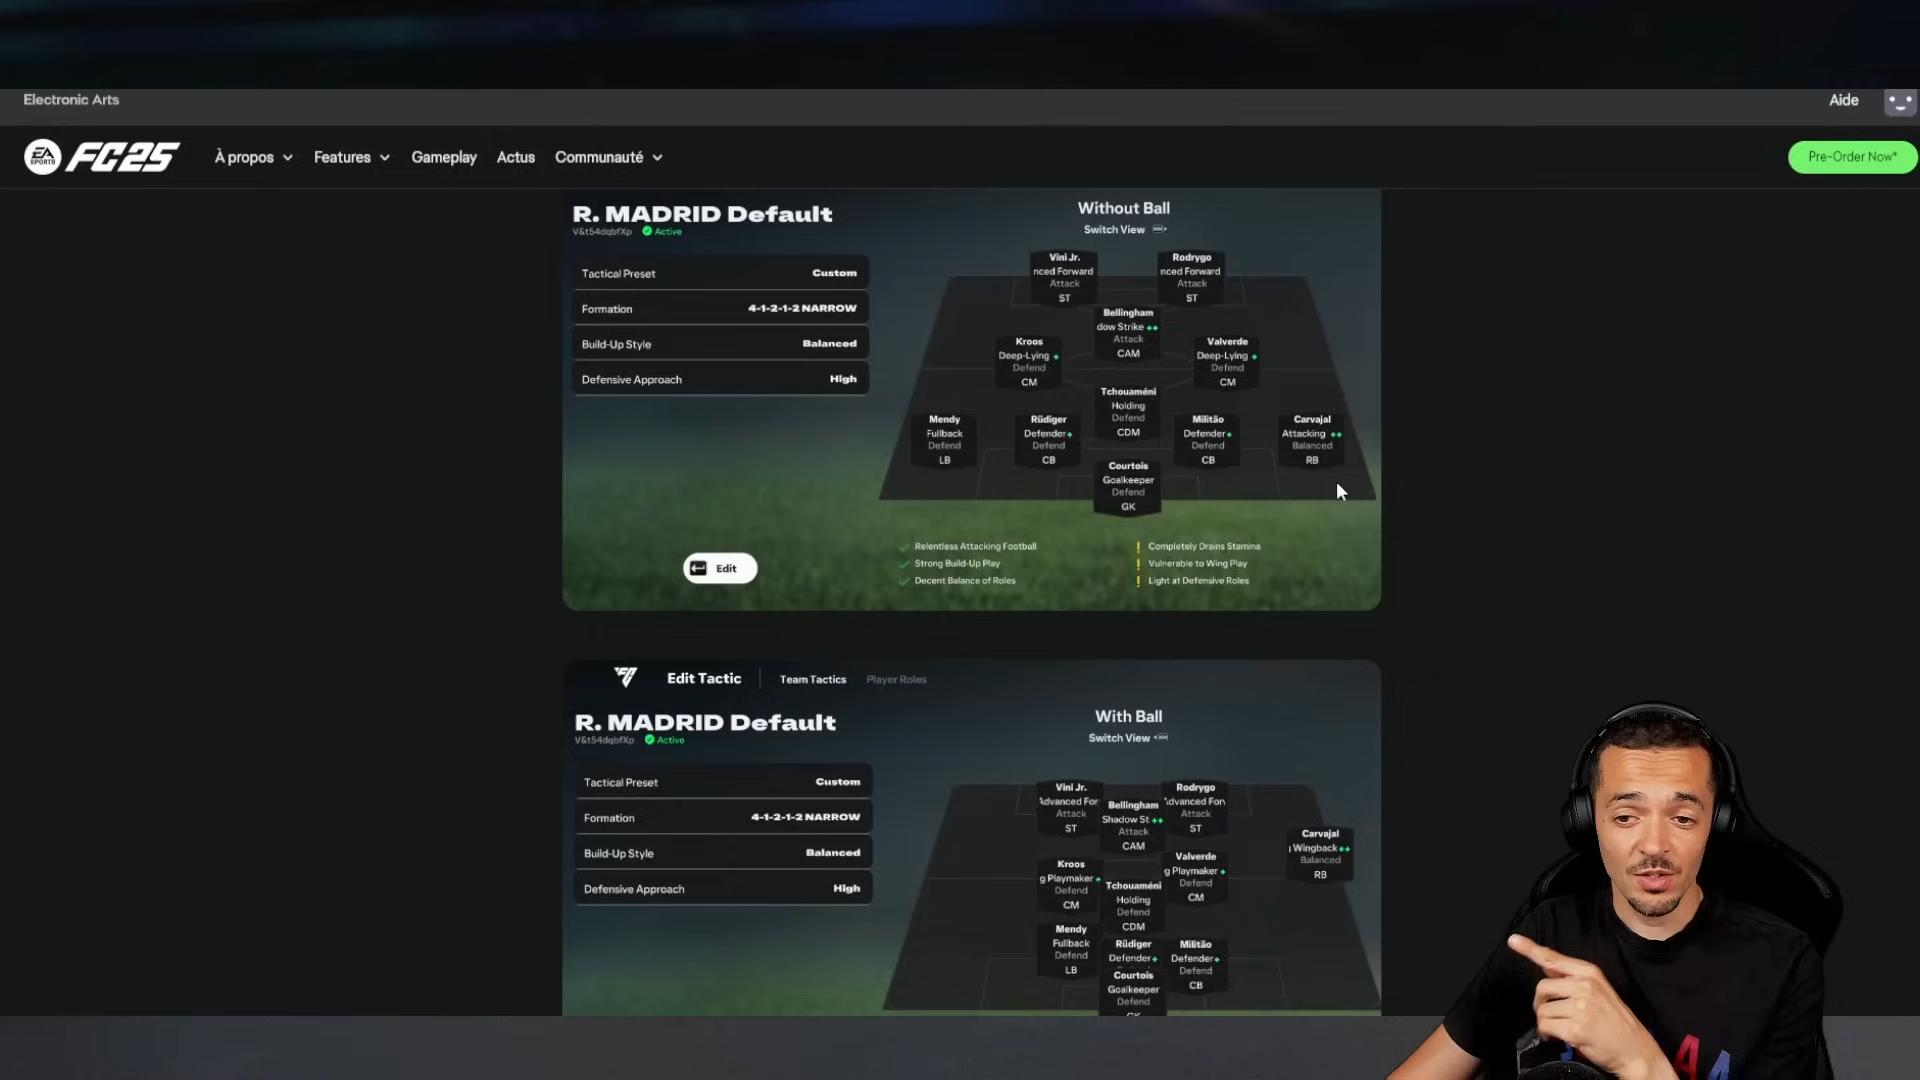 Electronic Arts
Aide
EA SPORTS FC25
À propos
Features
Gameplay
Actus
Communauté
Pre-Order Now*
R. MADRID Default
V&t54dqbfXp
Active
Tactical Preset Custom
Formation 4-1-2-1-2 NARROW
Build-Up Style Balanced
Defensive Approach High
Edit
Without Ball
Switch View
Vini Jr.
nced Forward
Attack
ST
Rodrygo
nced Forward
Attack
ST
Bellingham
dow Strike
Attack
CAM
Kroos
Deep-Lying
Defend
CM
Valverde
Deep-Lying
Defend
CM
Tchouaméni
Holding
Defend
CDM
Mendy
Fullback
Defend
LB
Rüdiger
Defender
Defend
CB
Militão
Defender
Defend
CB
Carvajal
Attacking
Balanced
RB
Courtois
Goalkeeper
Defend
GK
Relentless Attacking Football
Strong Build-Up Play
Decent Balance of Roles
Completely Drains Stamina
Vulnerable to Wing Play
Light at Defensive Roles
Edit Tactic
Team Tactics
Player Roles
R. MADRID Default
V&t54dqbfXp
Active
Tactical Preset Custom
Formation 4-1-2-1-2 NARROW
Build-Up Style Balanced
Defensive Approach High
With Ball
Switch View
Vini Jr.
Advanced For
Attack
ST
Rodrygo
Advanced For
Attack
ST
Bellingham
Shadow St
Attack
CAM
Carvajal
Wingback
Balanced
RB
Kroos
g Playmaker
Defend
CM
Valverde
g Playmaker
Defend
CM
Tchouaméni
Holding
Defend
CDM
Mendy
Fullback
Defend
LB
Rüdiger
Defender
Militão
Defender
Defend
CB
Courtois
Goalkeeper
Defend